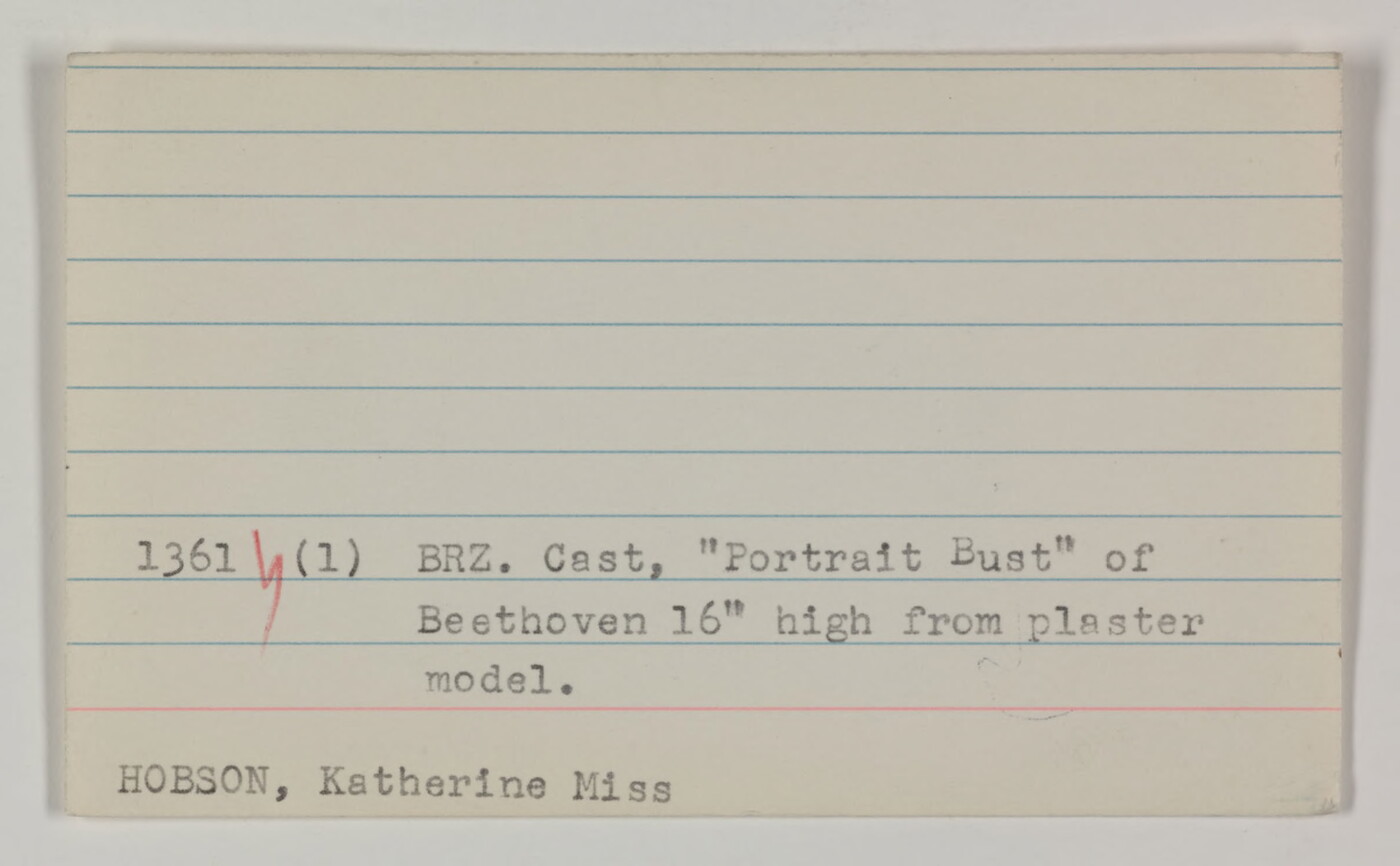 1361 (1) BRZ. Cast, "Portrait Bust" of
Beethoven 16" high from plaster
model.
HOBSON, Katherine Miss